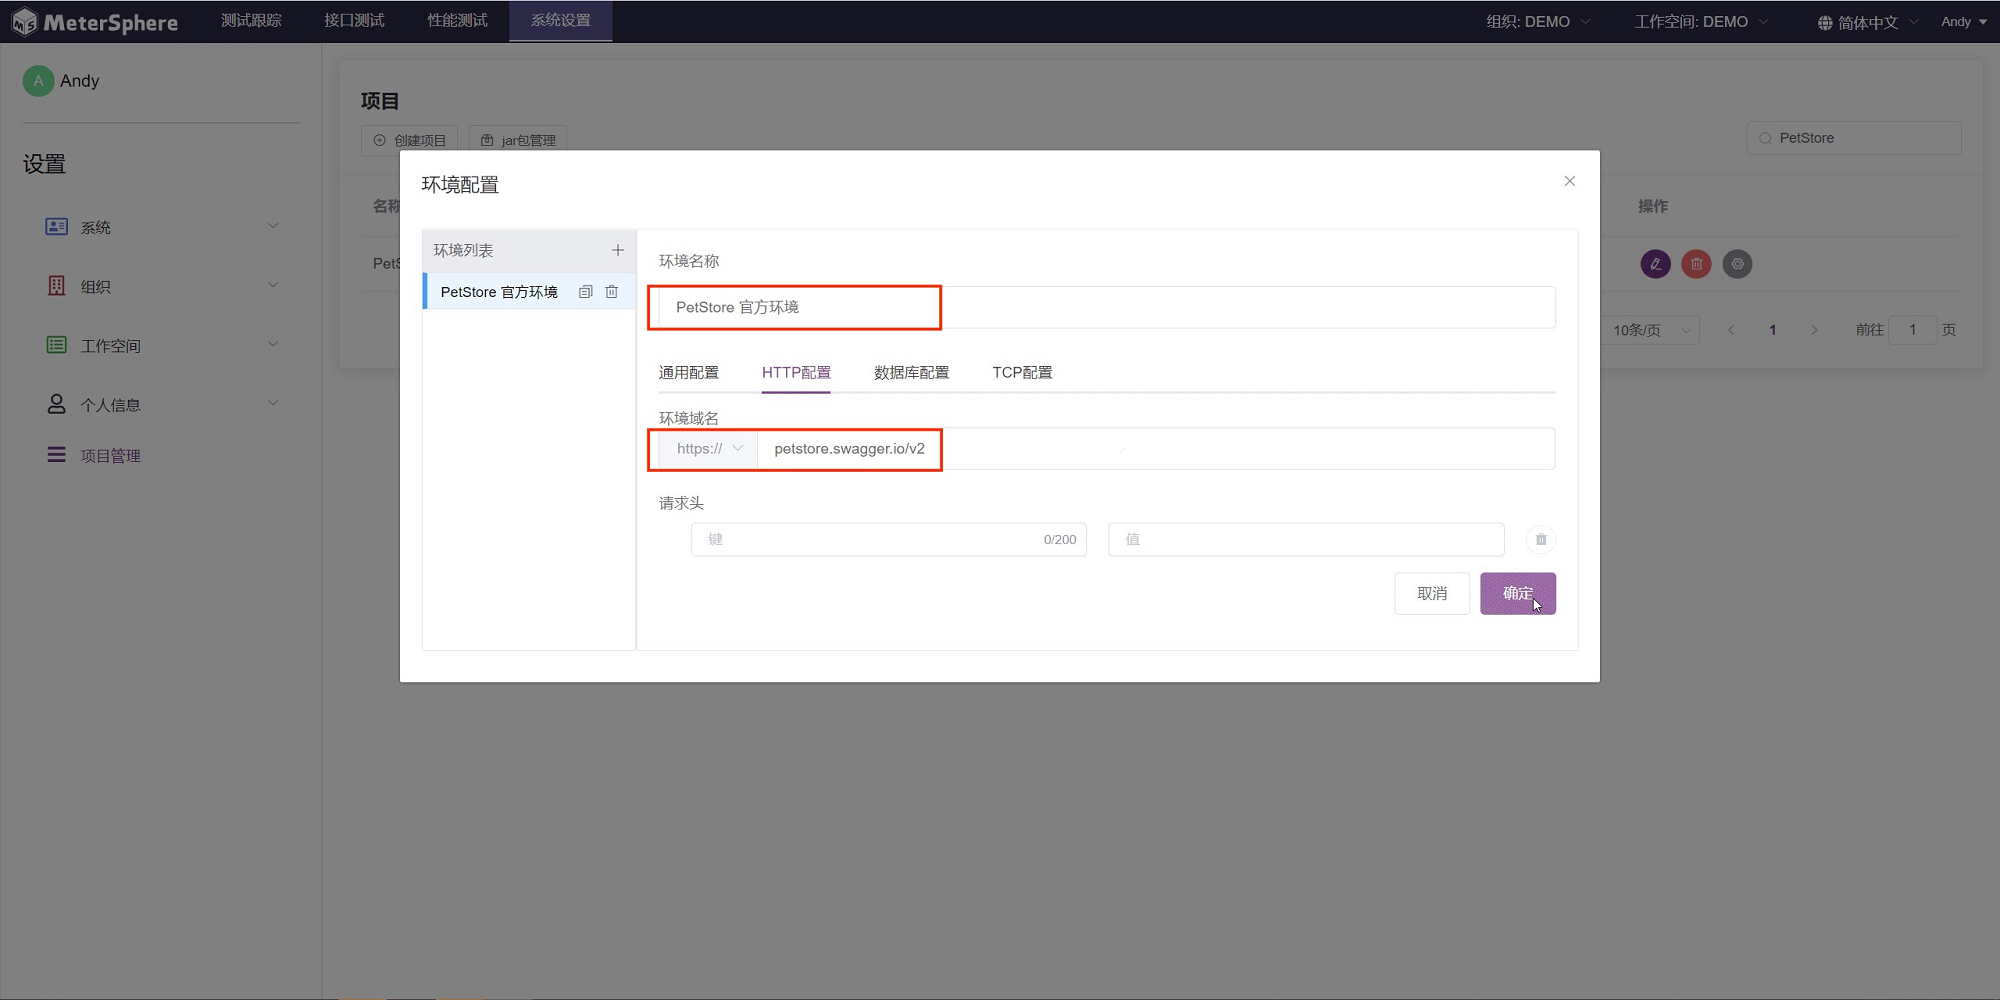 MeterSphere 测试跟踪 接口测试 性能测试 系统设置 组织: DEMO 工作空间: DEMO 简体中文 Andy
A Andy
设置
系统
组织
工作空间
个人信息
项目管理
项目
创建项目 jar包管理 PetStore
名称 操作
PetS
10条/页 1 前往 1 页
环境配置
环境列表
PetStore 官方环境
环境名称
PetStore 官方环境
通用配置 HTTP配置 数据库配置 TCP配置
环境域名
https:// petstore.swagger.io/v2
请求头
键 0/200 值
取消 确定